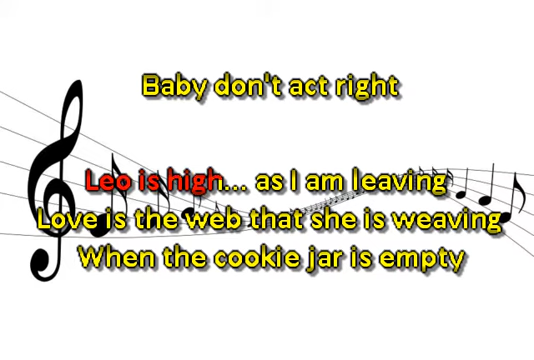 Baby don't act right
Leo is high... as I am leaving
Love is the web that she is weaving
When the cookie jar is empty